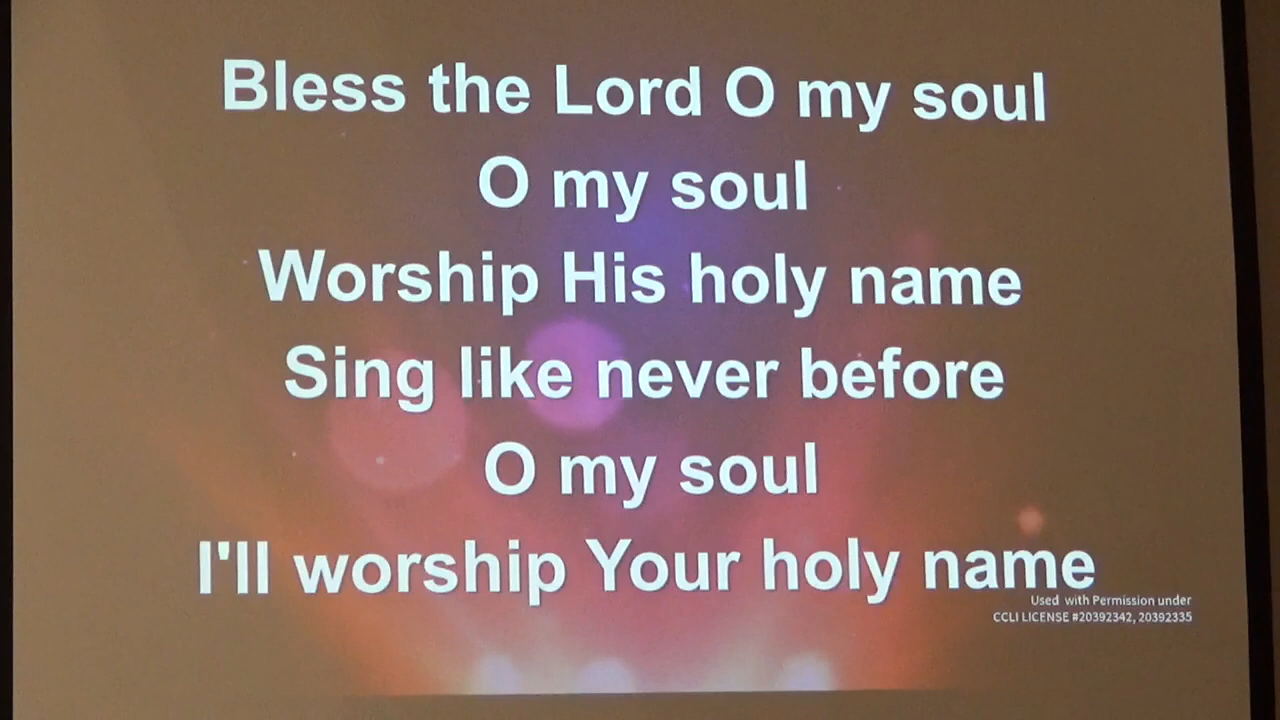 Bless the Lord O my soul
O my soul
Worship His holy name
Sing like never before
O my soul
I'll worship Your holy name
Used with Permission under
CCLI LICENSE #20392342, 20392335